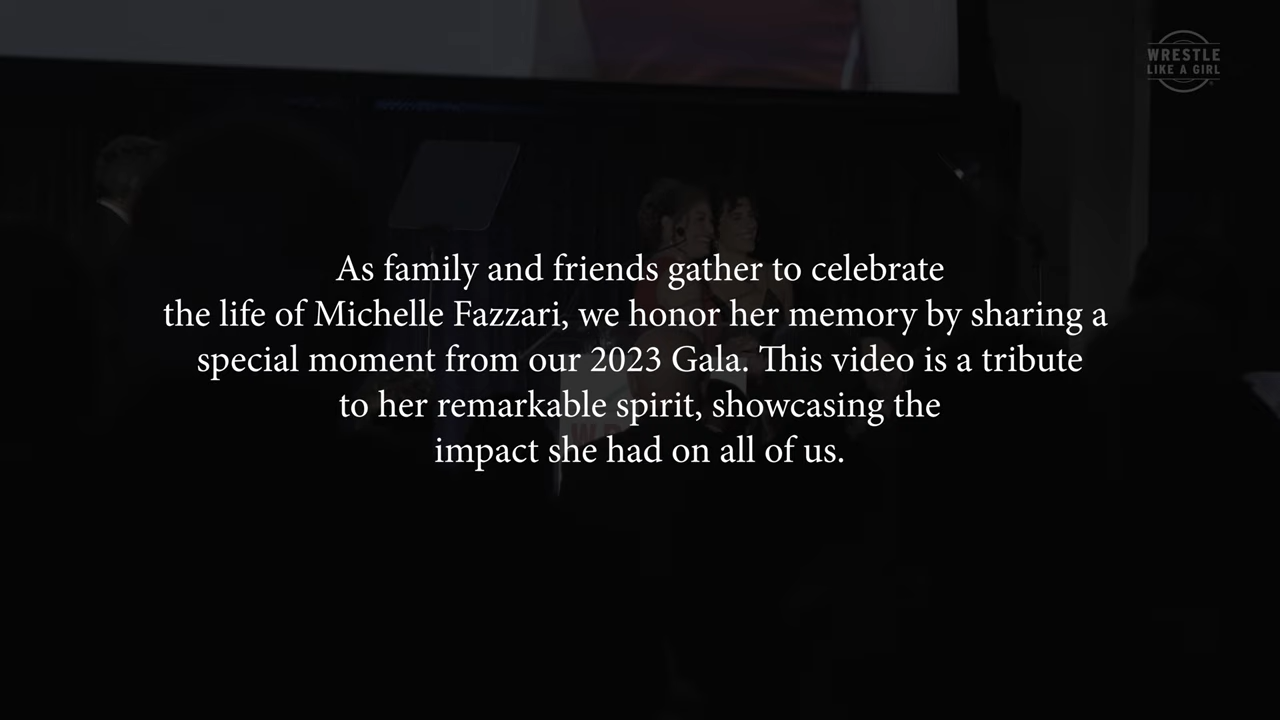 WRESTLE
LIKE A GIRL
As family and friends gather to celebrate
the life of Michelle Fazzari, we honor her memory by sharing a
special moment from our 2023 Gala. This video is a tribute
to her remarkable spirit, showcasing the
impact she had on all of us.